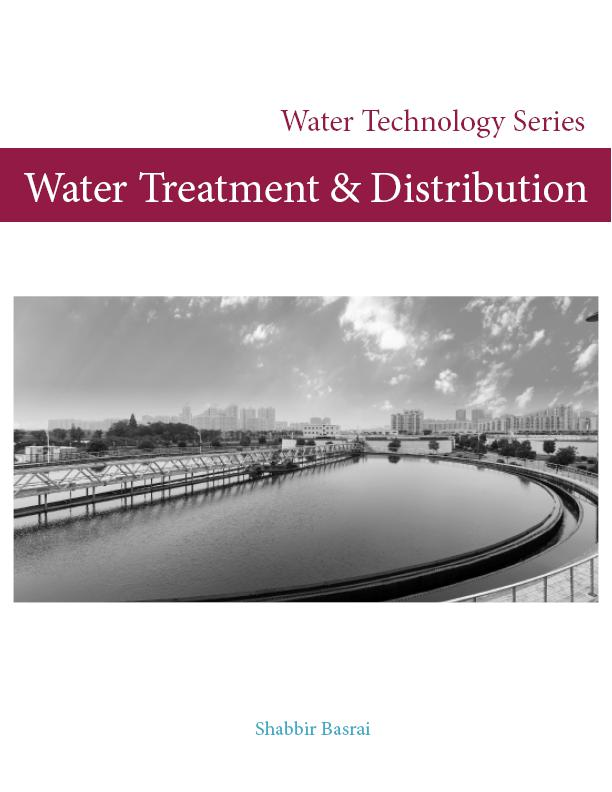 Water Technology Series
Water Treatment & Distribution
Shabbir Basrai